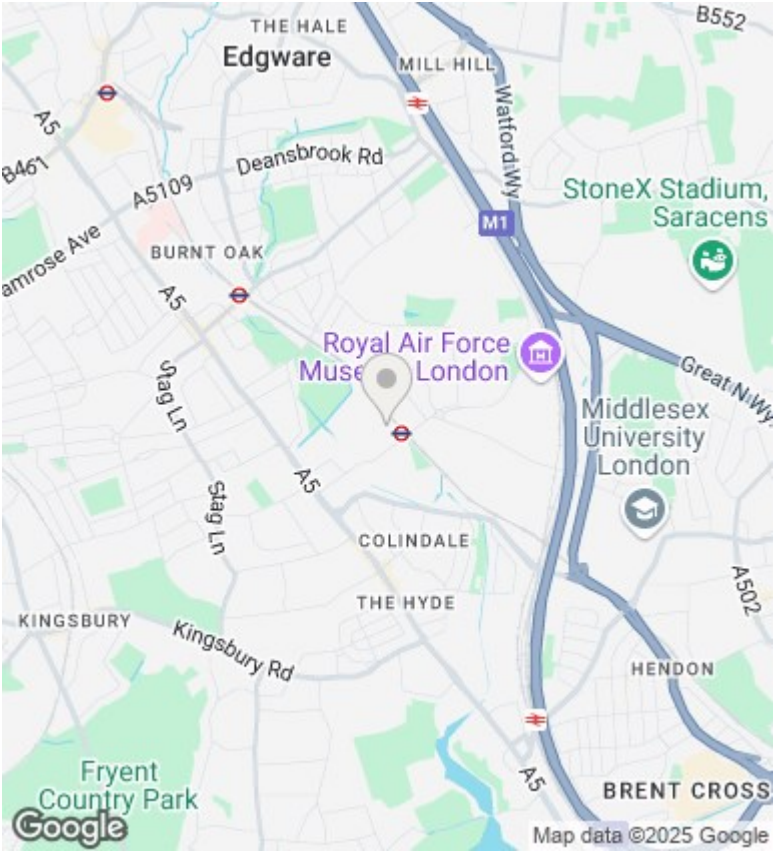 THE HALE
Edgware
MILL HILL
B552
A5
Watford Wy
B461
Deansbrook Rd
A5109
StoneX Stadium,
Saracens
M1
amrose Ave
BURNT OAK
A5
Royal Air Force
Museum London
Great N Wy
Stag Ln
Middlesex
University
London
A5
Stag Ln
COLINDALE
THE HYDE
A502
KINGSBURY
Kingsbury Rd
HENDON
Fryent
Country Park
A5
BRENT CROSS
Google
Map data ©2025 Google